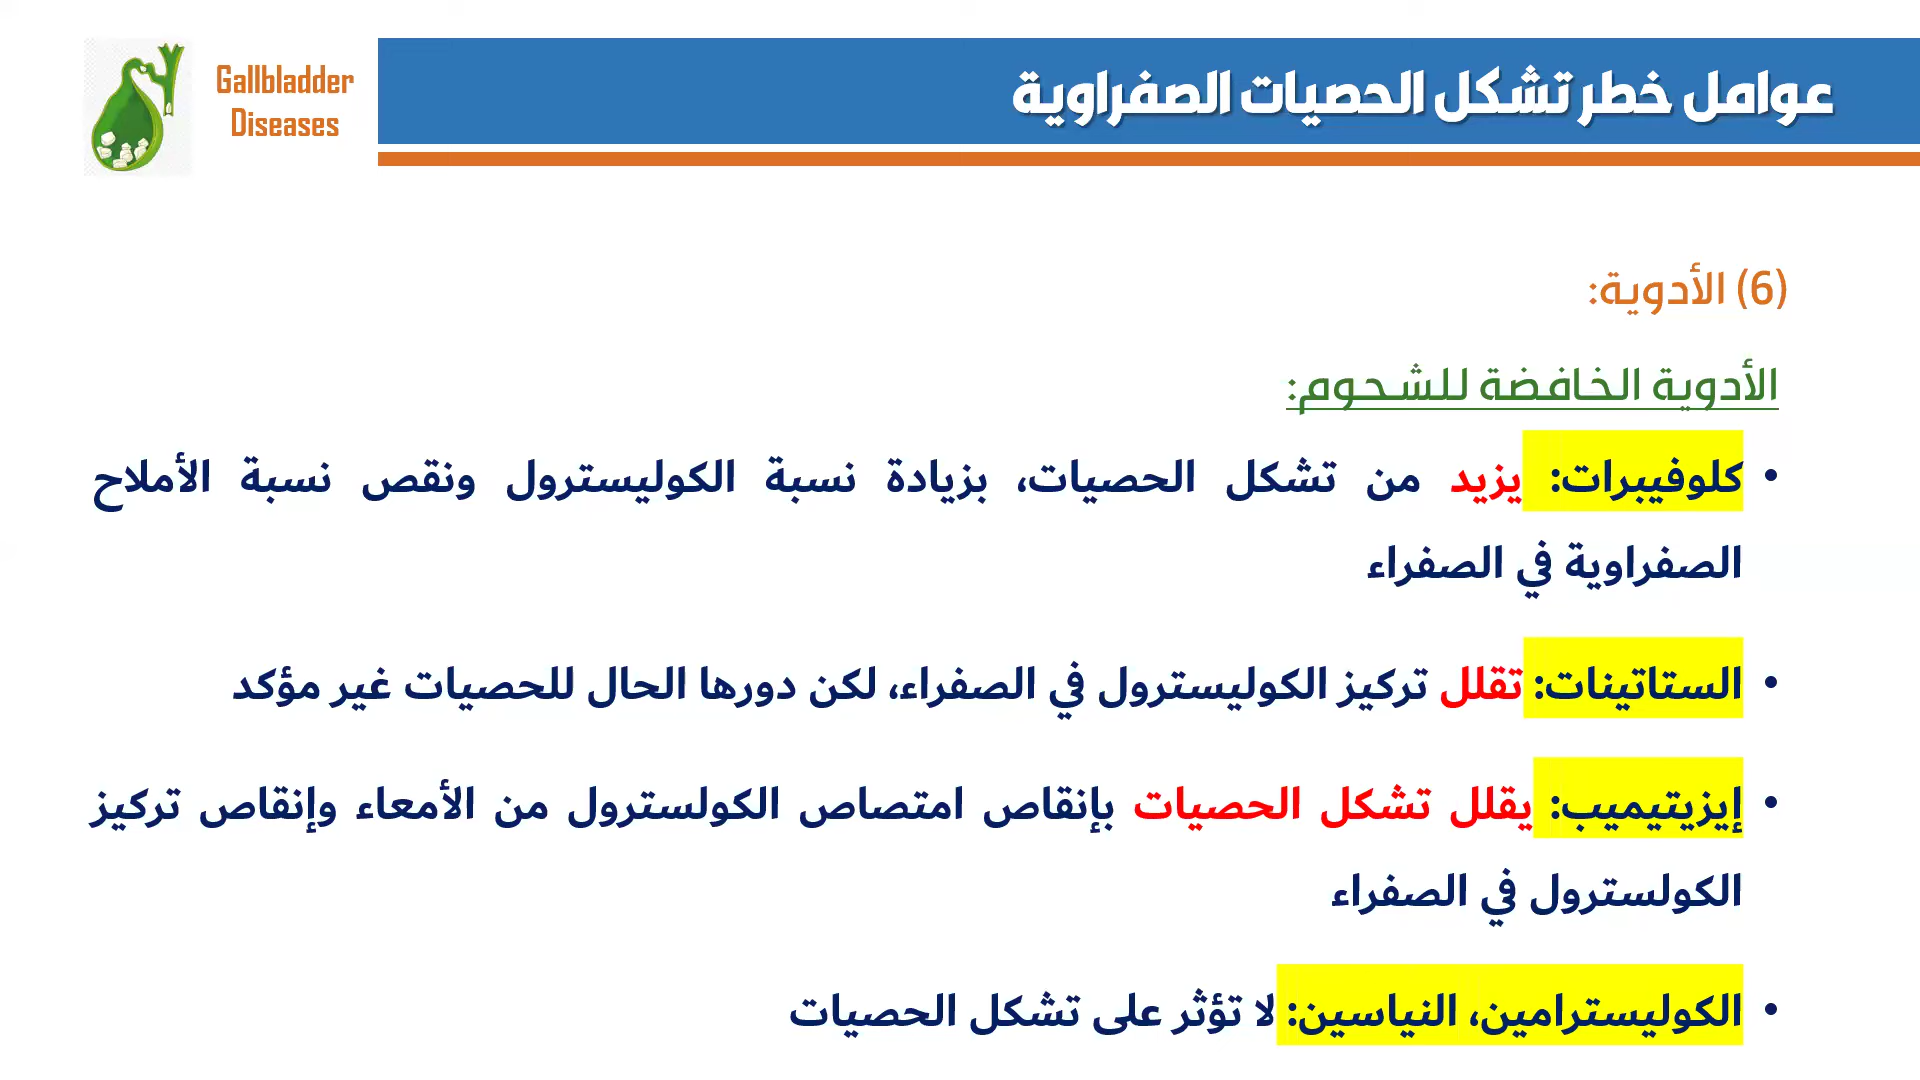 Gallbladder
Diseases
عوامل خطر تشكل الحصيات الصفراوية
(6) الأدوية:
الأدوية الخافضة للشحوم:
• كلوفيبرات: يزيد من تشكل الحصيات، بزيادة نسبة الكوليسترول ونقص نسبة الأملاح
الصفراوية في الصفراء
• الستاتينات: تقلل تركيز الكوليسترول في الصفراء، لكن دورها الحال للحصيات غير مؤكد
• إيزيتيميب: يقلل تشكل الحصيات بإنقاص امتصاص الكولسترول من الأمعاء وإنقاص تركيز
الكولسترول في الصفراء
• الكوليسترامين، النياسين: لا تؤثر على تشكل الحصيات